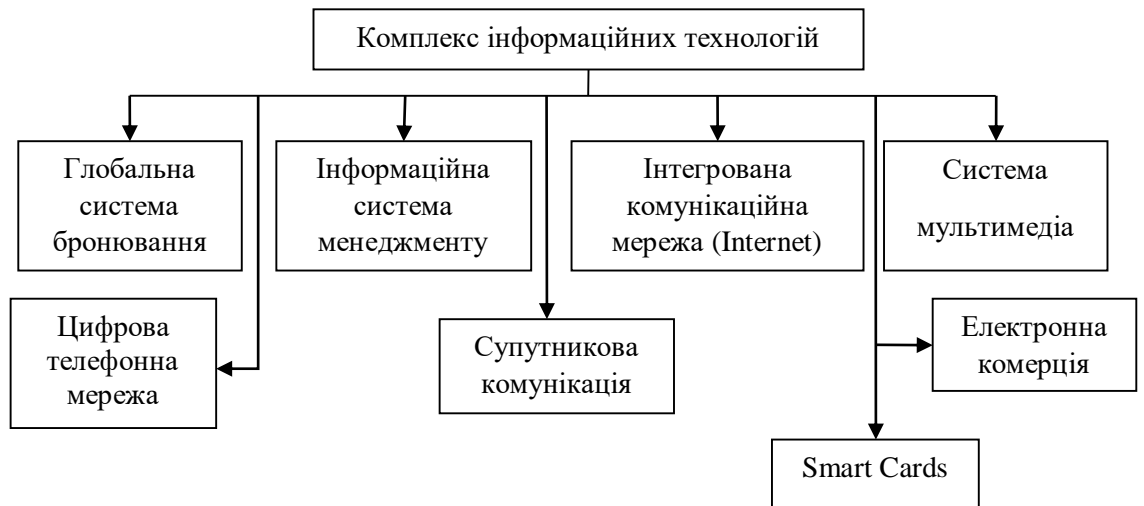 Комплекс інформаційних технологій
Глобальна
система
бронювання
Інформаційна
система
менеджменту
Інтегрована
комунікаційна
мережа (Internet)
Система
мультимедіа
Цифрова
телефонна
мережа
Супутникова
комунікація
Електронна
комерція
Smart Cards